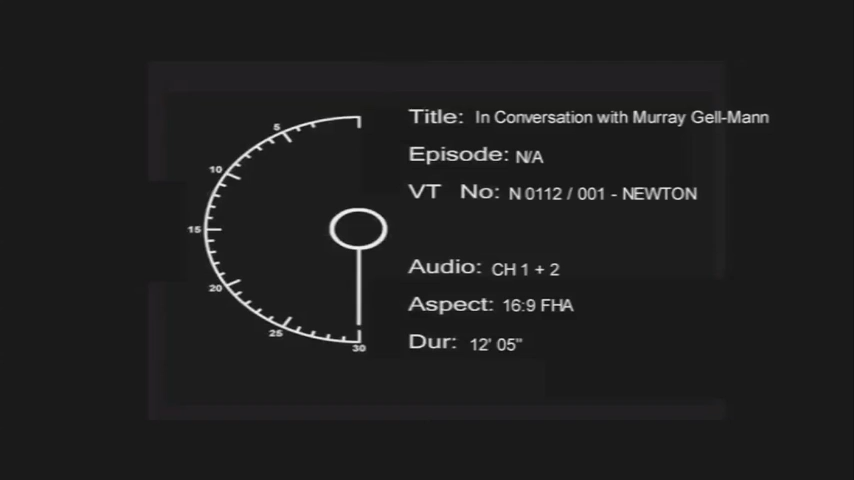 Title: In Conversation with Murray Gell-Mann
Episode: N/A
VT No: N 0112 / 001 - NEWTON
Audio: CH 1 + 2
Aspect: 16:9 FHA
Dur: 12' 05"
5
10
15
20
25
30